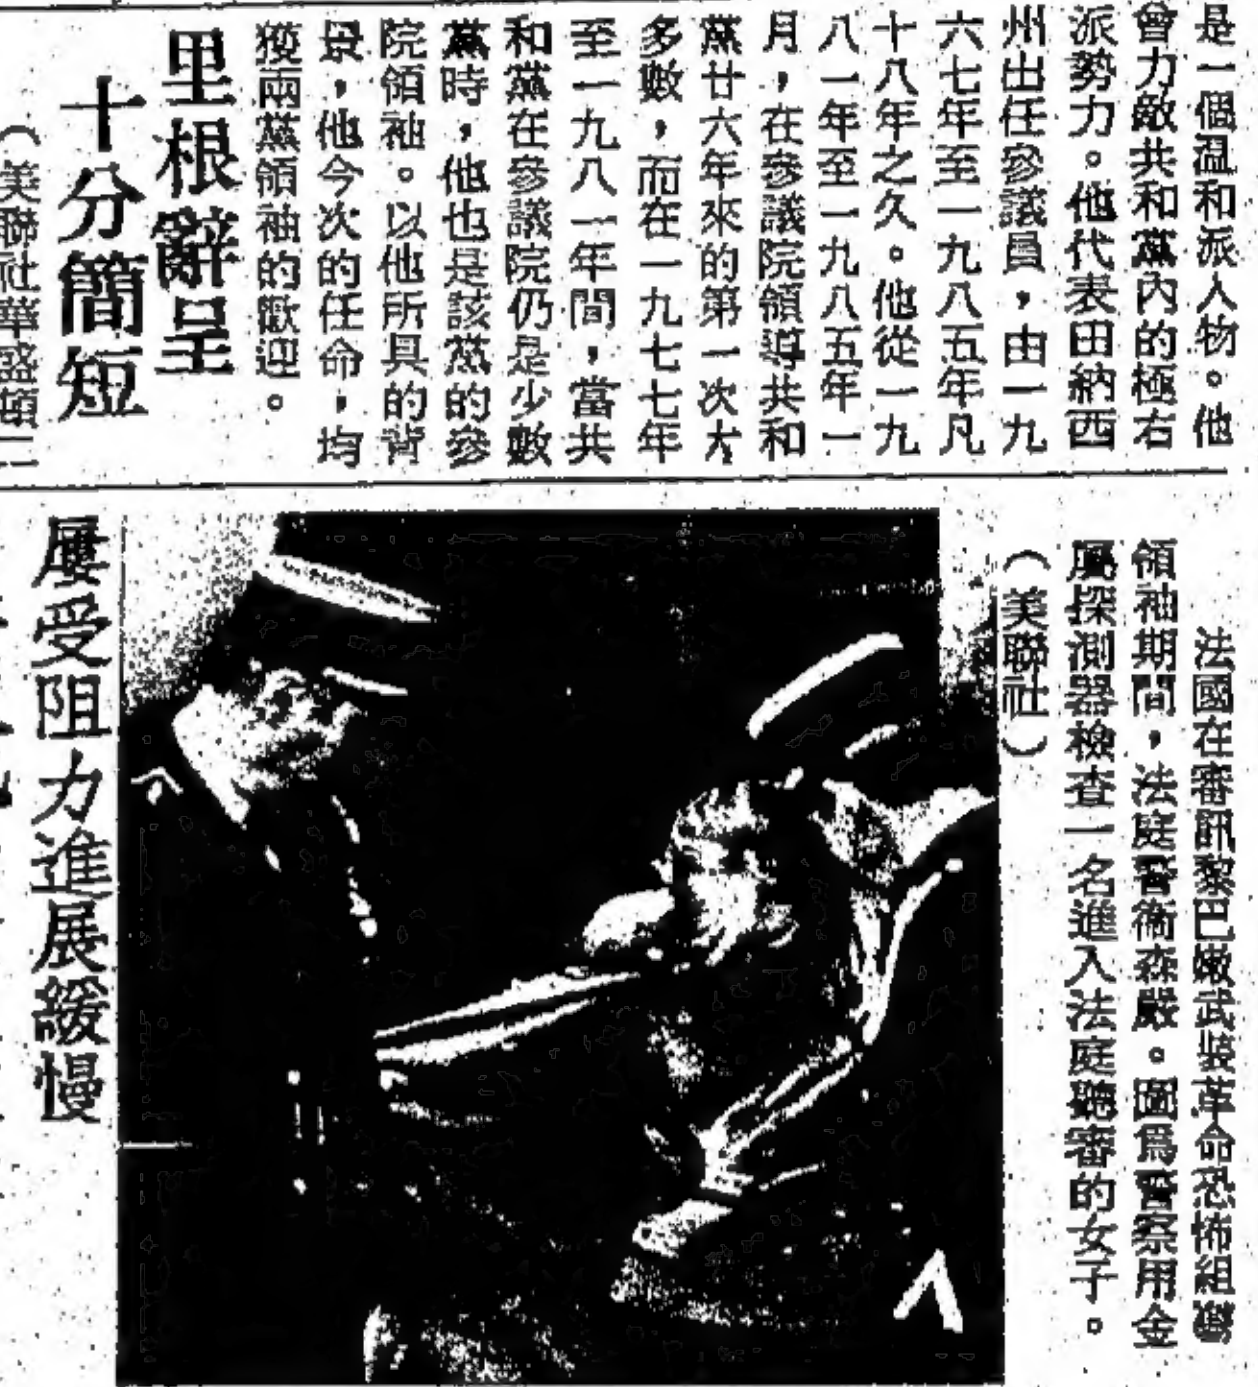 是一個温和派人物。他
曾力敵共和黨內的極右
派勢力。他代表田納西
州出任參議員，由一九
六七年至一九八五年凡
十八年之久。他從一九
八一年至一九八五年一
月，在參議院領導共和
黨廿六年來的第一次大
多數，而在一九七七年
至一九八一年間，當共
和黨在參議院仍是少數
黨時，他也是該黨的參
院領袖。以他所具的背
景，他今次的任命，均
獲兩黨領袖的歡迎。
里根辭呈
十分簡短
（美聯社華盛頓二
法國在審訊黎巴嫩武裝革命恐怖組織
領袖期間，法庭警衞森嚴。圖爲警察用金
屬探測器檢查一名進入法庭聽審的女子。
（美聯社）
屢受阻力進展緩慢